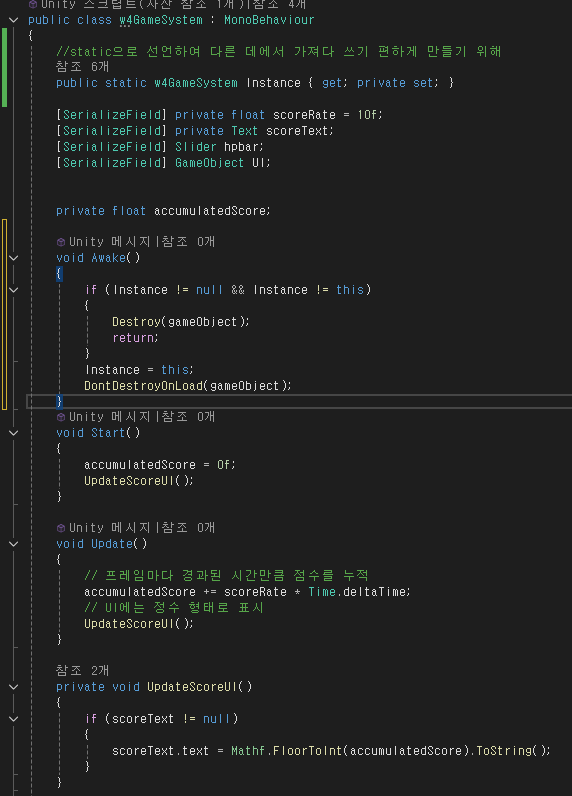 Unity 스크립트(자산 참조 1개)|참조 4개
public class w4GameSystem : MonoBehaviour
{
//static으로 선언하여 다른 데에서 가져다 쓰기 편하게 만들기 위해
참조 6개
public static w4GameSystem Instance { get; private set; }
[SerializeField] private float scoreRate = 10f;
[SerializeField] private Text scoreText;
[SerializeField] Slider hpbar;
[SerializeField] GameObject UI;
private float accumulatedScore;
Unity 메시지|참조 0개
void Awake()
{
if (Instance != null && Instance != this)
{
Destroy(gameObject);
return;
}
Instance = this;
DontDestroyOnLoad(gameObject);
}
Unity 메시지|참조 0개
void Start()
{
accumulatedScore = 0f;
UpdateScoreUI();
}
Unity 메시지|참조 0개
void Update()
{
// 프레임마다 경과된 시간만큼 점수를 누적
accumulatedScore += scoreRate * Time.deltaTime;
// UI에는 정수 형태로 표시
UpdateScoreUI();
}
참조 2개
private void UpdateScoreUI()
{
if (scoreText != null)
{
scoreText.text = Mathf.FloorToInt(accumulatedScore).ToString();
}
}